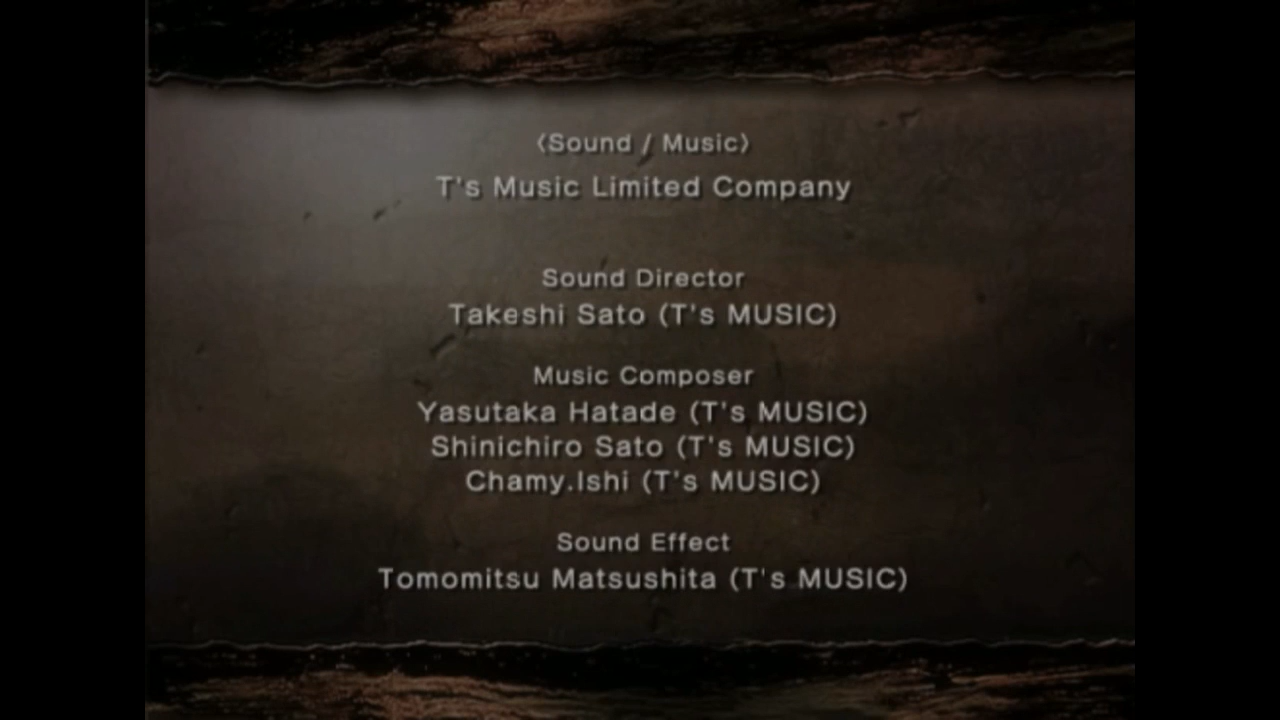 〈Sound / Music〉
T's Music Limited Company
Sound Director
Takeshi Sato (T's MUSIC)
Music Composer
Yasutaka Hatade (T's MUSIC)
Shinichiro Sato (T's MUSIC)
Chamy.Ishi (T's MUSIC)
Sound Effect
Tomomitsu Matsushita (T's MUSIC)